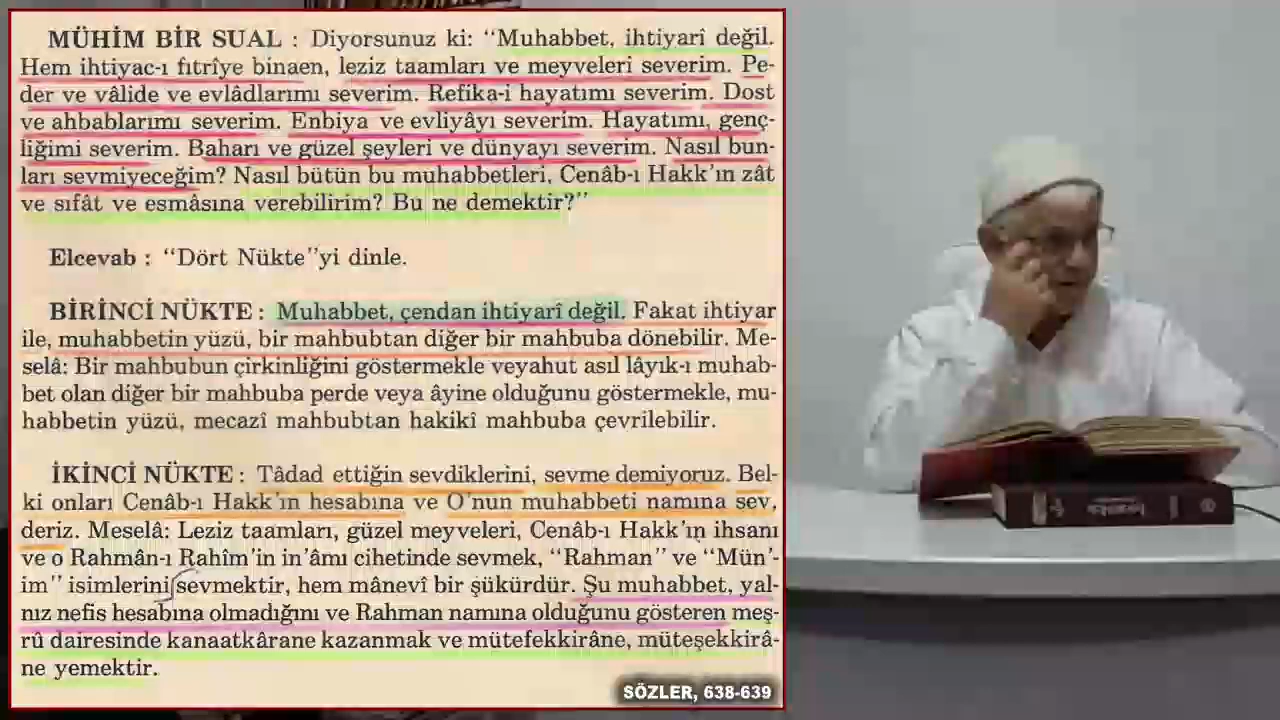 MÜHİM BİR SUAL : Diyorsunuz ki: "Muhabbet, ihtiyarî değil.
Hem ihtiyac-ı fıtrîye binaen, leziz taamları ve meyveleri severim. Pe-
der ve vâlide ve evlâdlarımı severim. Refika-i hayatımı severim. Dost
ve ahbablarımı severim. Enbiya ve evliyâyı severim. Hayatımı, genç-
liğimi severim. Baharı ve güzel şeyleri ve dünyayı severim. Nasıl bun-
ları sevmiyeceğim? Nasıl bütün bu muhabbetleri, Cenâb-ı Hakk'ın zât
ve sıfât ve esmâsına verebilirim? Bu ne demektir?"
Elcevab : "Dört Nükte"yi dinle.
BİRİNCİ NÜKTE : Muhabbet, çendan ihtiyarî değil. Fakat ihtiyar
ile, muhabbetin yüzü, bir mahbubtan diğer bir mahbuba dönebilir. Me-
selâ: Bir mahbubun çirkinliğini göstermekle veyahut asıl lâyık-ı muhab-
bet olan diğer bir mahbuba perde veya âyine olduğunu göstermekle, mu-
habbetin yüzü, mecazî mahbubtan hakikî mahbuba çevrilebilir.
İKİNCİ NÜKTE : Tâdad ettiğin sevdiklerini, sevme demiyoruz. Bel-
ki onları Cenâb-ı Hakk'ın hesabına ve O'nun muhabbeti namına sev,
deriz. Meselâ: Leziz taamları, güzel meyveleri, Cenâb-ı Hakk'ın ihsanı
ve o Rahmân-ı Rahîm'in in'âmı cihetinde sevmek, "Rahman" ve "Mün'-
im" isimlerini sevmektir, hem mânevî bir şükürdür. Şu muhabbet, yal-
nız nefis hesabına olmadığını ve Rahman namına olduğunu gösteren meş-
rû dairesinde kanaatkârane kazanmak ve mütefekkirâne, müteşekkirâ-
ne yemektir.
SÖZLER, 638-639